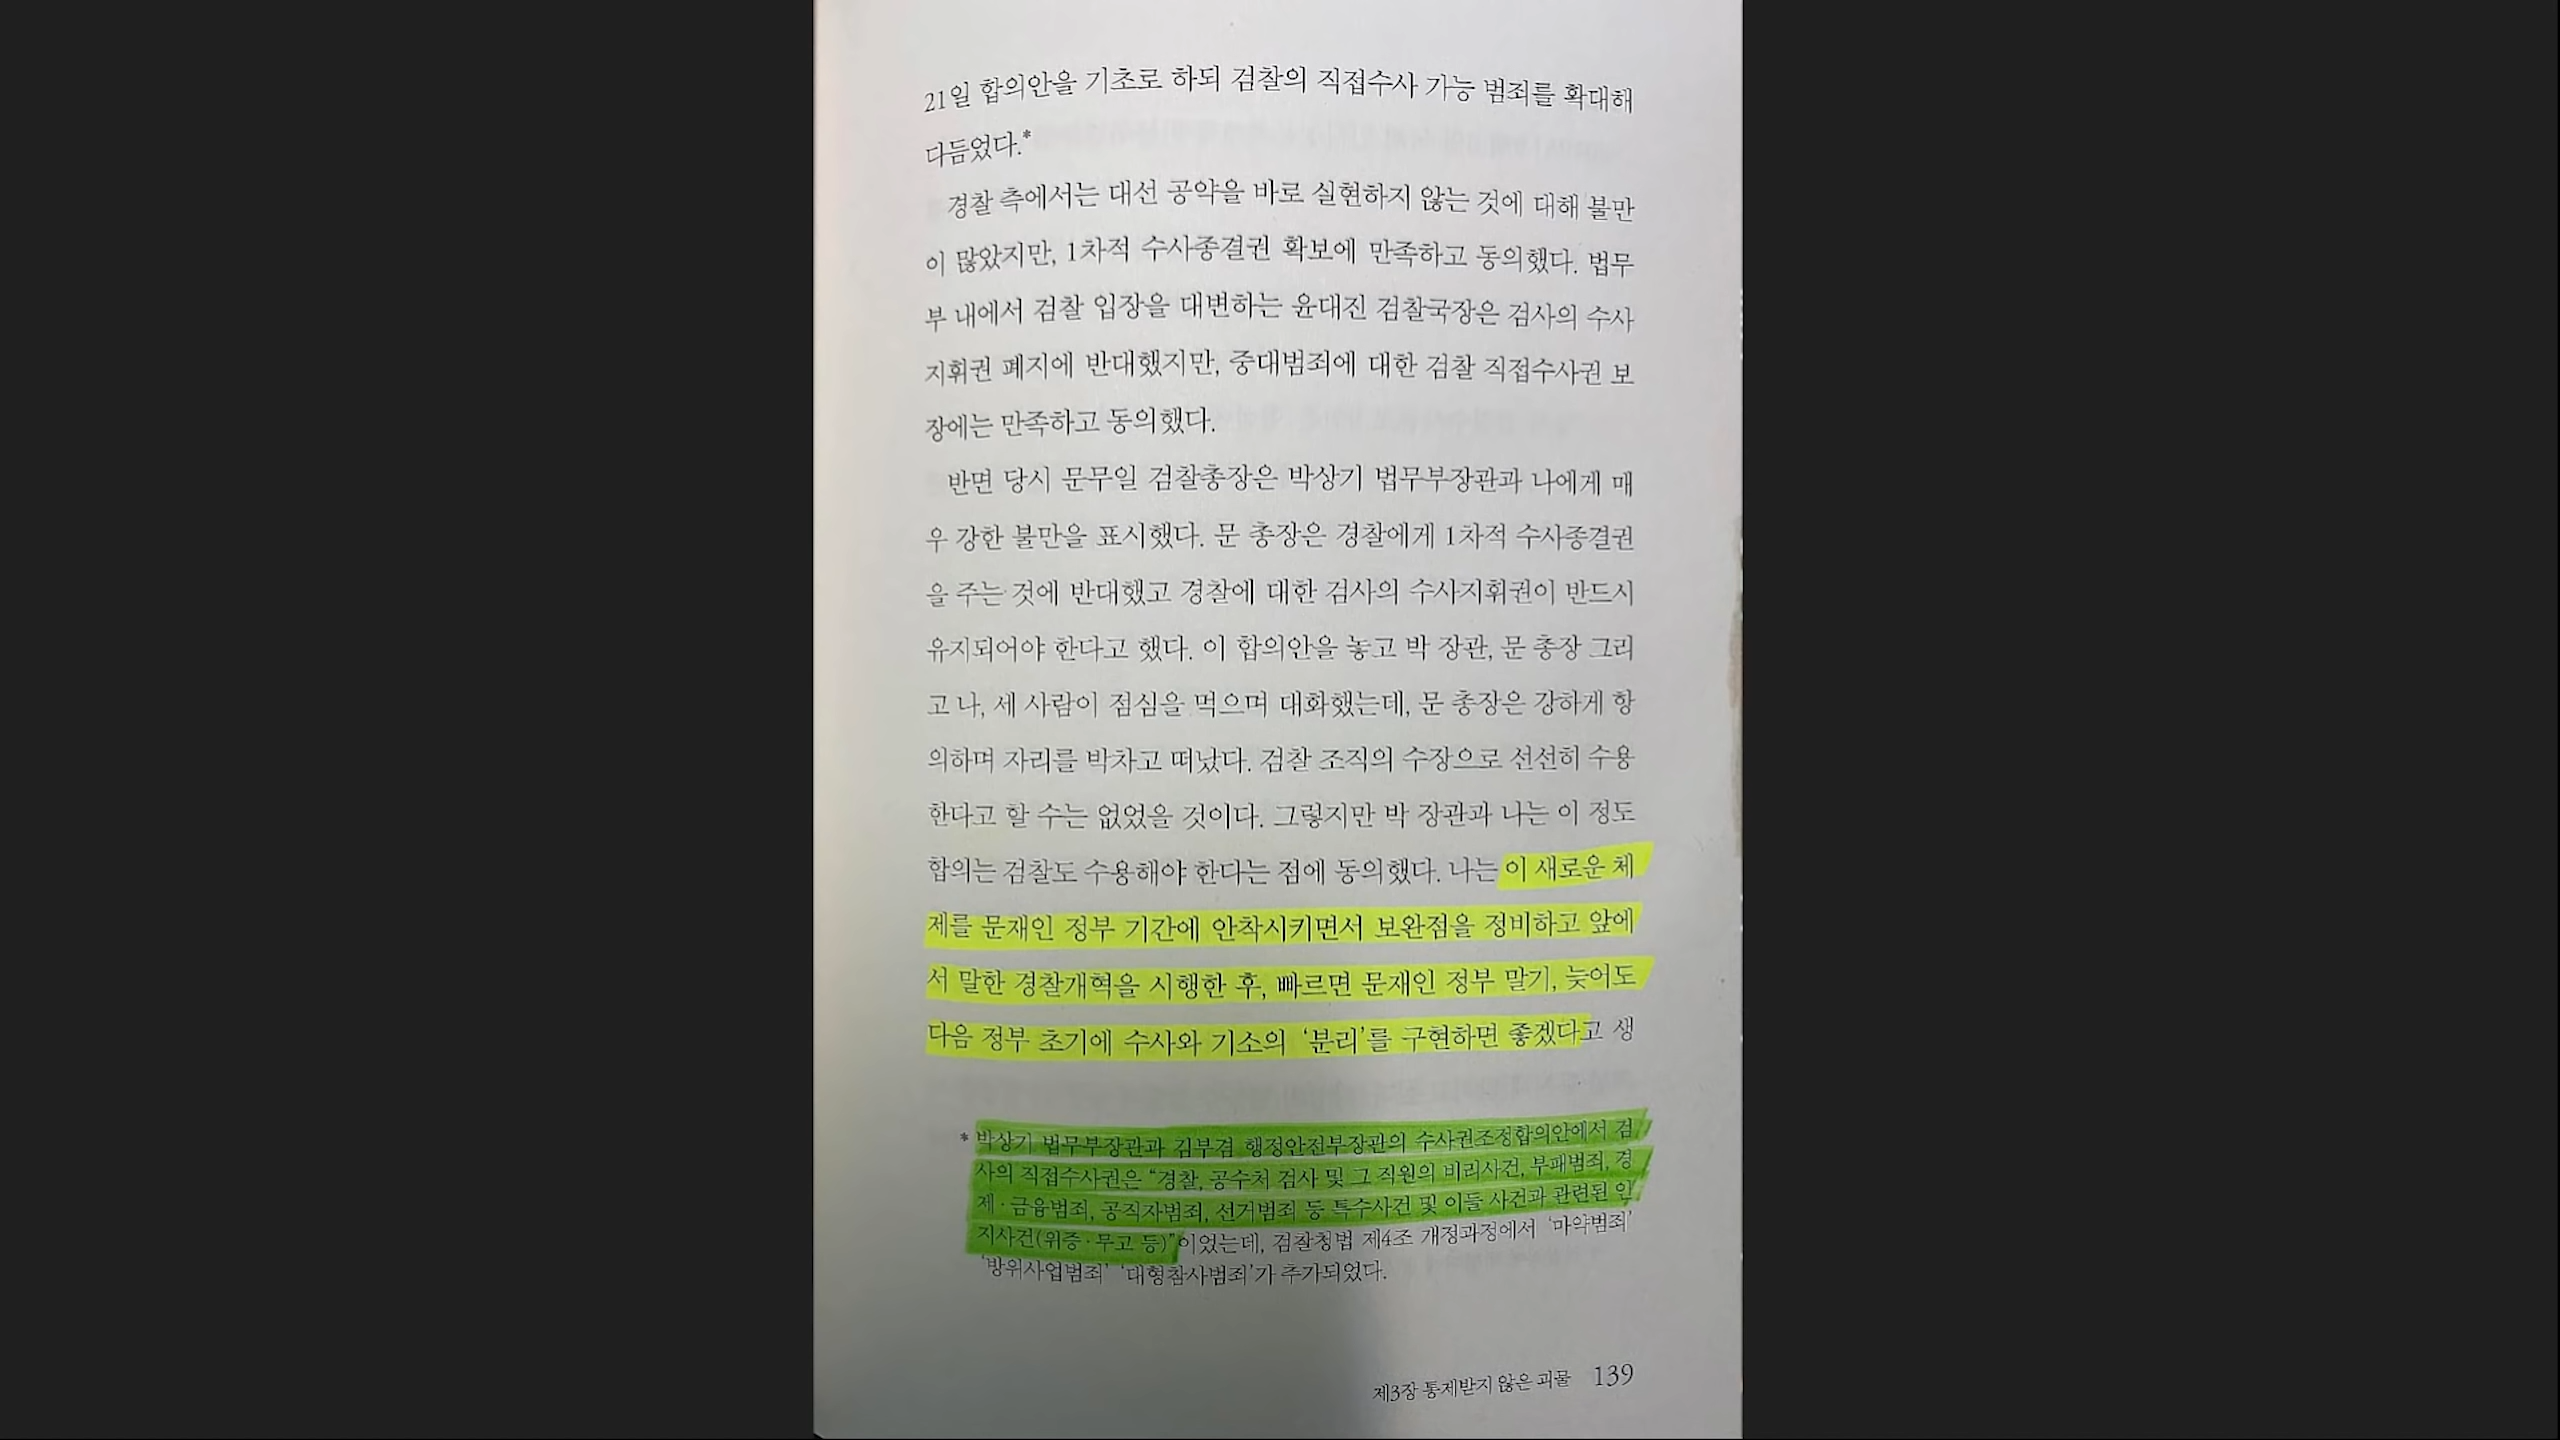 21일 합의안을 기초로 하되 검찰의 직접수사 가능 범죄를 확대해
다듬었다.*
경찰 측에서는 대선 공약을 바로 실현하지 않는 것에 대해 불만
이 많았지만, 1차적 수사종결권 확보에 만족하고 동의했다. 법무
부 내에서 검찰 입장을 대변하는 윤대진 검찰국장은 검사의 수사
지휘권 폐지에 반대했지만, 중대범죄에 대한 검찰 직접수사권 보
장에는 만족하고 동의했다.
반면 당시 문무일 검찰총장은 박상기 법무부장관과 나에게 매
우 강한 불만을 표시했다. 문 총장은 경찰에게 1차적 수사종결권
을 주는 것에 반대했고 경찰에 대한 검사의 수사지휘권이 반드시
유지되어야 한다고 했다. 이 합의안을 놓고 박 장관, 문 총장 그리
고 나, 세 사람이 점심을 먹으며 대화했는데, 문 총장은 강하게 항
의하며 자리를 박차고 떠났다. 검찰 조직의 수장으로 선선히 수용
한다고 할 수는 없었을 것이다. 그렇지만 박 장관과 나는 이 정도
합의는 검찰도 수용해야 한다는 점에 동의했다. 나는 이 새로운 체
제를 문재인 정부 기간에 안착시키면서 보완점을 정비하고 앞에
서 말한 경찰개혁을 시행한 후, 빠르면 문재인 정부 말기, 늦어도
다음 정부 초기에 수사와 기소의 ‘분리’를 구현하면 좋겠다고 생
* 박상기 법무부장관과 김부겸 행정안전부장관의 수사권조정합의안에서 검
사의 직접수사권은 “경찰, 공수처 검사 및 그 직원의 비리사건, 부패범죄, 경
제·금융범죄, 공직자범죄, 선거범죄 등 특수사건 및 이들 사건과 관련된 인
지사건(위증·무고 등)”이었는데, 검찰청법 제4조 개정과정에서 ‘마약범죄’
‘방위사업범죄’ ‘대형참사범죄’가 추가되었다.
제3장 통제받지 않은 괴물 139